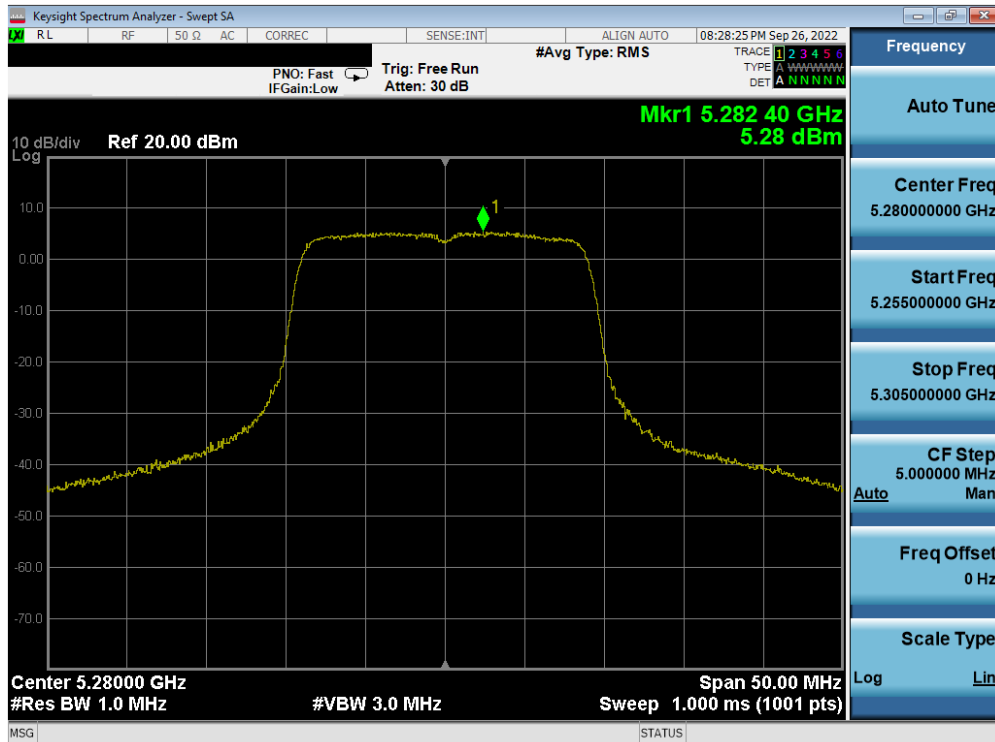 Keysight Spectrum Analyzer - Swept SA
LXI RL RF 50 Ω AC CORREC SENSE:INT ALIGN AUTO 08:28:25 PM Sep 26, 2022
#Avg Type: RMS
TRACE 1 2 3 4 5 6
TYPE A WWWWW
DET A N N N N N
PNO: Fast
IFGain:Low
Trig: Free Run
Atten: 30 dB
Mkr1 5.282 40 GHz
5.28 dBm
10 dB/div
Log
Ref 20.00 dBm
10.0
0.00
-10.0
-20.0
-30.0
-40.0
-50.0
-60.0
-70.0
1
Center 5.28000 GHz
Span 50.00 MHz
#Res BW 1.0 MHz
#VBW 3.0 MHz
Sweep 1.000 ms (1001 pts)
MSG
STATUS
Frequency
Auto Tune
Center Freq
5.280000000 GHz
Start Freq
5.255000000 GHz
Stop Freq
5.305000000 GHz
CF Step
5.000000 MHz
Auto Man
Freq Offset
0 Hz
Scale Type
Log Lin